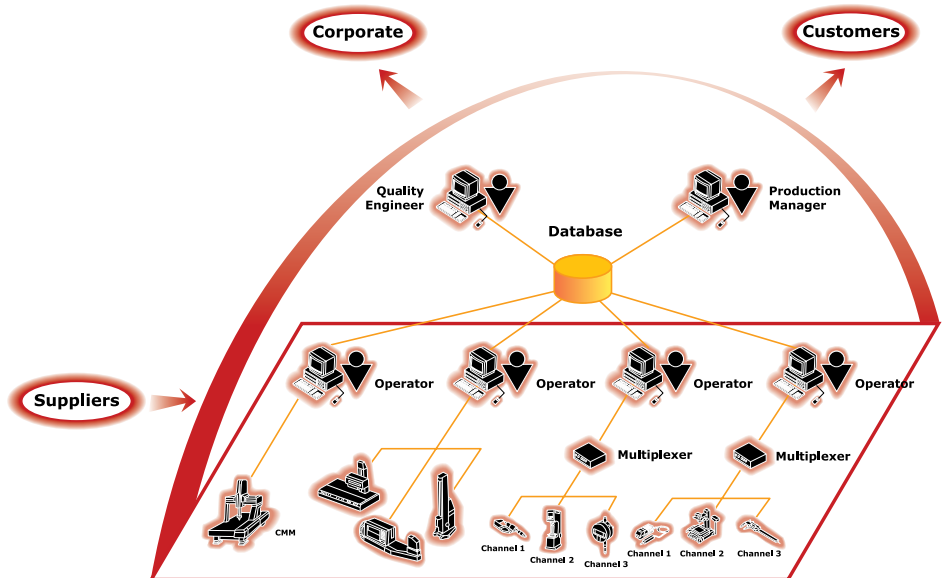 Corporate
Customers
Quality
Engineer
Production
Manager
Database
Operator
Operator
Operator
Operator
Suppliers
Multiplexer
Multiplexer
CMM
Channel 1
Channel 2
Channel 3
Channel 1
Channel 2
Channel 3